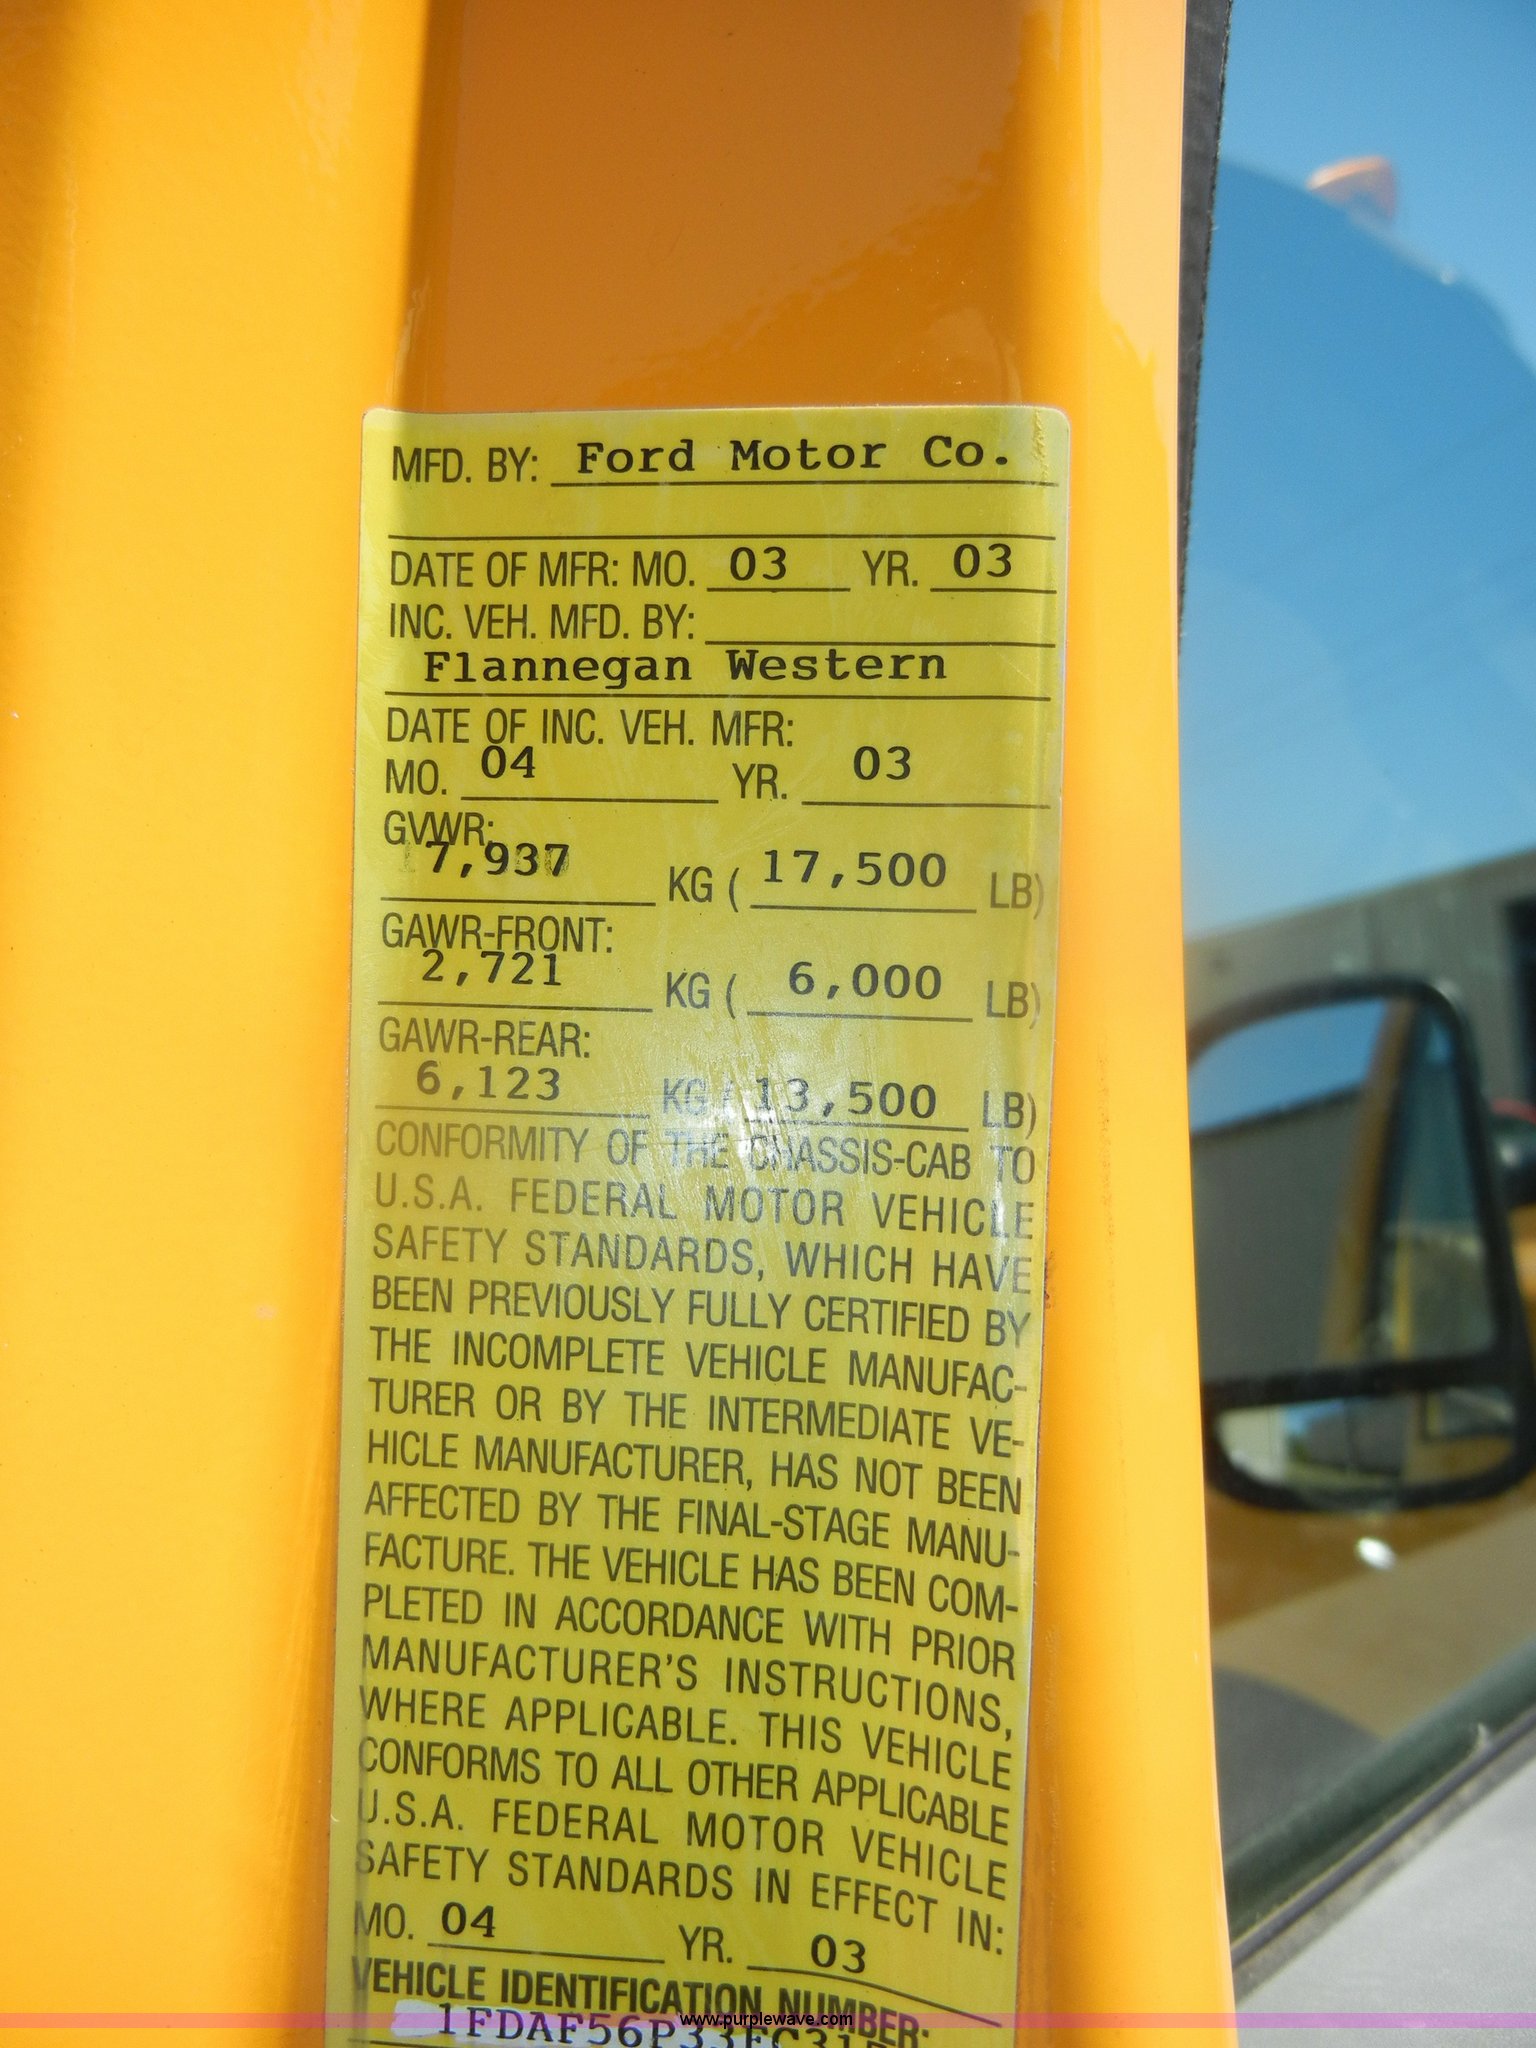 MFD. BY: Ford Motor Co.
DATE OF MFR: MO. 03 YR. 03
INC. VEH. MFD. BY:
Flannegan Western
DATE OF INC. VEH. MFR:
MO. 04 YR. 03
GVWR:
7,937 KG ( 17,500 LB)
GAWR-FRONT:
2,721 KG ( 6,000 LB)
GAWR-REAR:
6,123 KG ( 13,500 LB)
CONFORMITY OF THE CHASSIS-CAB TO
U.S.A. FEDERAL MOTOR VEHICLE
SAFETY STANDARDS, WHICH HAVE
BEEN PREVIOUSLY FULLY CERTIFIED BY
THE INCOMPLETE VEHICLE MANUFAC-
TURER OR BY THE INTERMEDIATE VE-
HICLE MANUFACTURER, HAS NOT BEEN
AFFECTED BY THE FINAL-STAGE MANU-
FACTURE. THE VEHICLE HAS BEEN COM-
PLETED IN ACCORDANCE WITH PRIOR
MANUFACTURER'S INSTRUCTIONS,
WHERE APPLICABLE. THIS VEHICLE
CONFORMS TO ALL OTHER APPLICABLE
U.S.A. FEDERAL MOTOR VEHICLE
SAFETY STANDARDS IN EFFECT IN:
MO. 04 YR. 03
VEHICLE IDENTIFICATION NUMBER:
www.purplewave.com